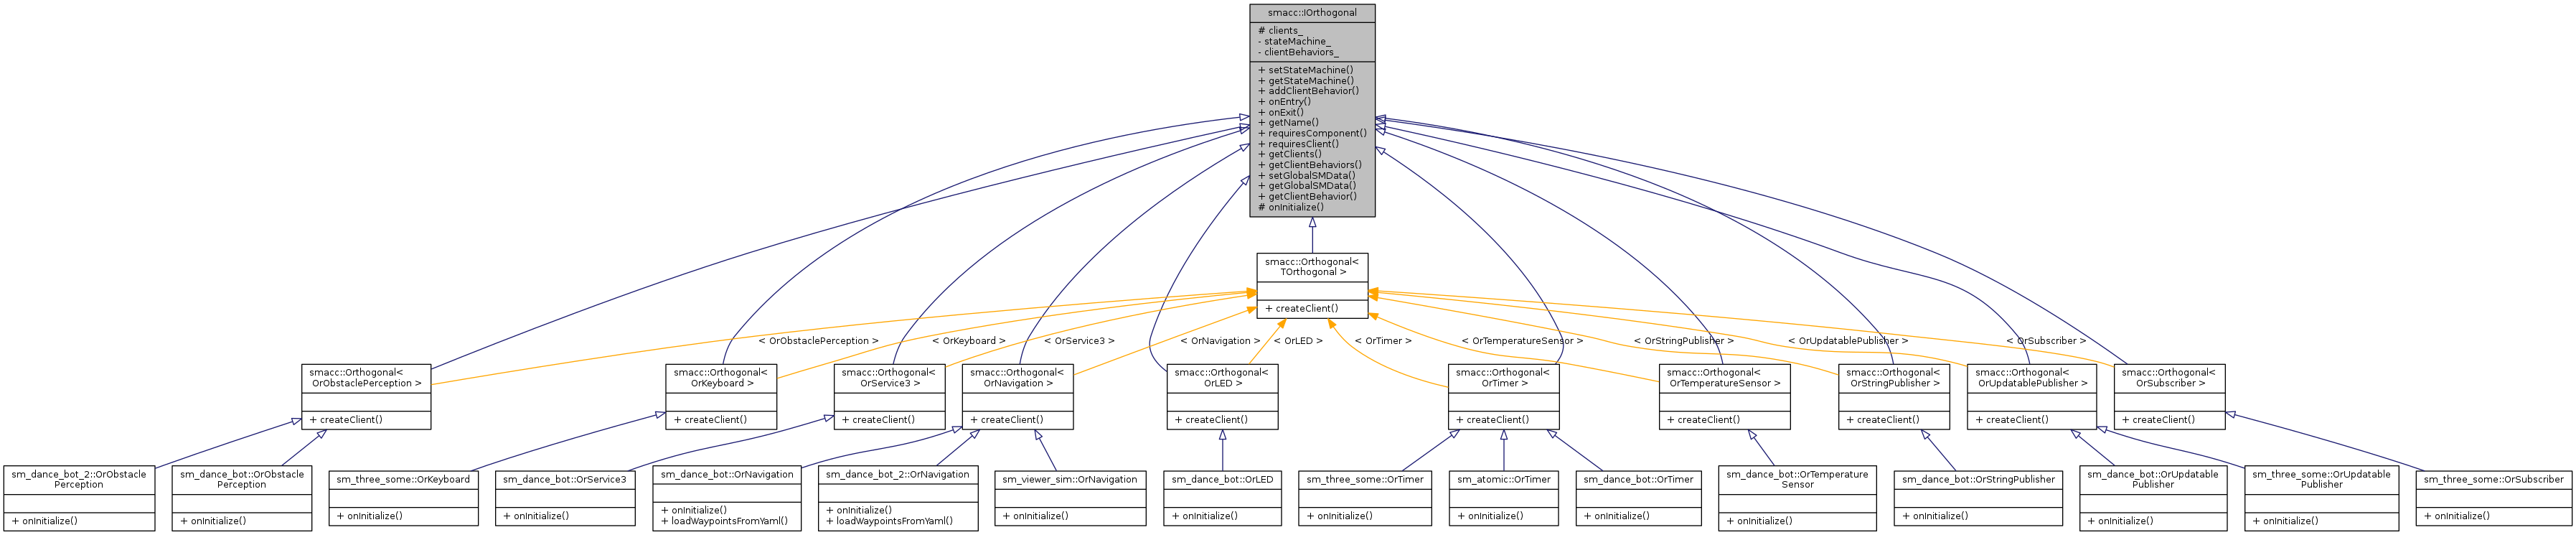 smacc::IOrthogonal
# clients_
- stateMachine_
- clientBehaviors_
+ setStateMachine()
+ getStateMachine()
+ addClientBehavior()
+ onEntry()
+ onExit()
+ getName()
+ requiresComponent()
+ requiresClient()
+ getClients()
+ getClientBehaviors()
+ setGlobalSMData()
+ getGlobalSMData()
+ getClientBehavior()
# onInitialize()
smacc::Orthogonal<
TOrthogonal >
+ createClient()
< OrObstaclePerception >
< OrKeyboard >
< OrService3 >
< OrNavigation >
< OrLED >
< OrTimer >
< OrTemperatureSensor >
< OrStringPublisher >
< OrUpdatablePublisher >
< OrSubscriber >
smacc::Orthogonal<
OrObstaclePerception >
+ createClient()
smacc::Orthogonal<
OrKeyboard >
+ createClient()
smacc::Orthogonal<
OrService3 >
+ createClient()
smacc::Orthogonal<
OrNavigation >
+ createClient()
smacc::Orthogonal<
OrLED >
+ createClient()
smacc::Orthogonal<
OrTimer >
+ createClient()
smacc::Orthogonal<
OrTemperatureSensor >
+ createClient()
smacc::Orthogonal<
OrStringPublisher >
+ createClient()
smacc::Orthogonal<
OrUpdatablePublisher >
+ createClient()
smacc::Orthogonal<
OrSubscriber >
+ createClient()
sm_dance_bot_2::OrObstacle
Perception
+ onInitialize()
sm_dance_bot::OrObstacle
Perception
+ onInitialize()
sm_three_some::OrKeyboard
+ onInitialize()
sm_dance_bot::OrService3
+ onInitialize()
sm_dance_bot::OrNavigation
+ onInitialize()
+ loadWaypointsFromYaml()
sm_dance_bot_2::OrNavigation
+ onInitialize()
+ loadWaypointsFromYaml()
sm_viewer_sim::OrNavigation
+ onInitialize()
sm_dance_bot::OrLED
+ onInitialize()
sm_three_some::OrTimer
+ onInitialize()
sm_atomic::OrTimer
+ onInitialize()
sm_dance_bot::OrTimer
+ onInitialize()
sm_dance_bot::OrTemperature
Sensor
+ onInitialize()
sm_dance_bot::OrStringPublisher
+ onInitialize()
sm_dance_bot::OrUpdatable
Publisher
+ onInitialize()
sm_three_some::OrUpdatable
Publisher
+ onInitialize()
sm_three_some::OrSubscriber
+ onInitialize()